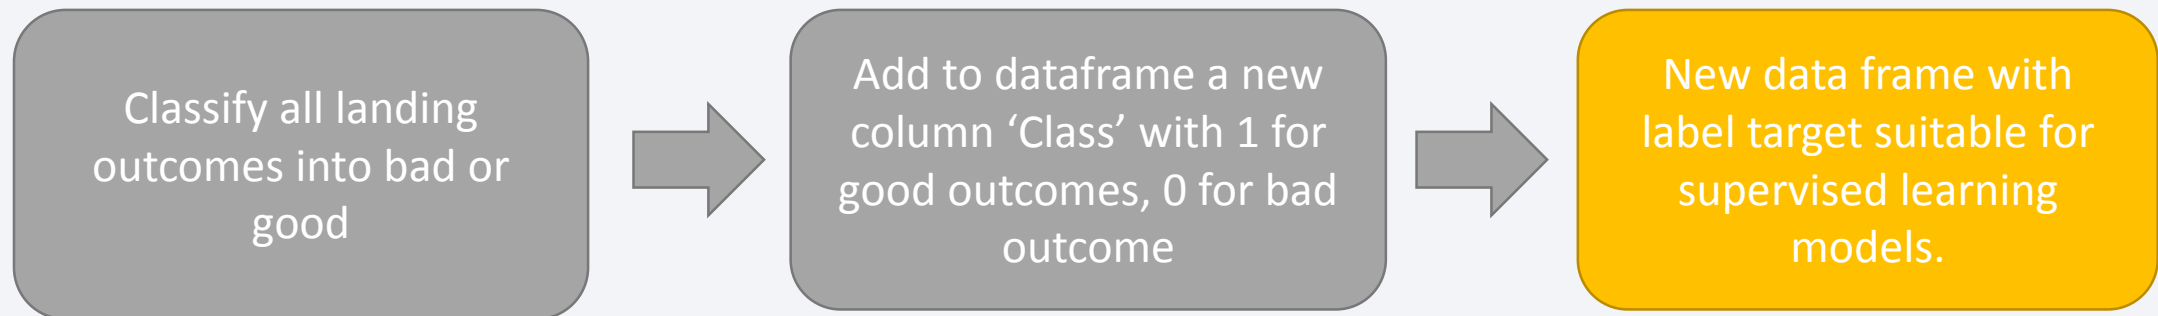 Classify all landing
outcomes into bad or
good
Add to dataframe a new
column ‘Class’ with 1 for
good outcomes, 0 for bad
outcome
New data frame with
label target suitable for
supervised learning
models.